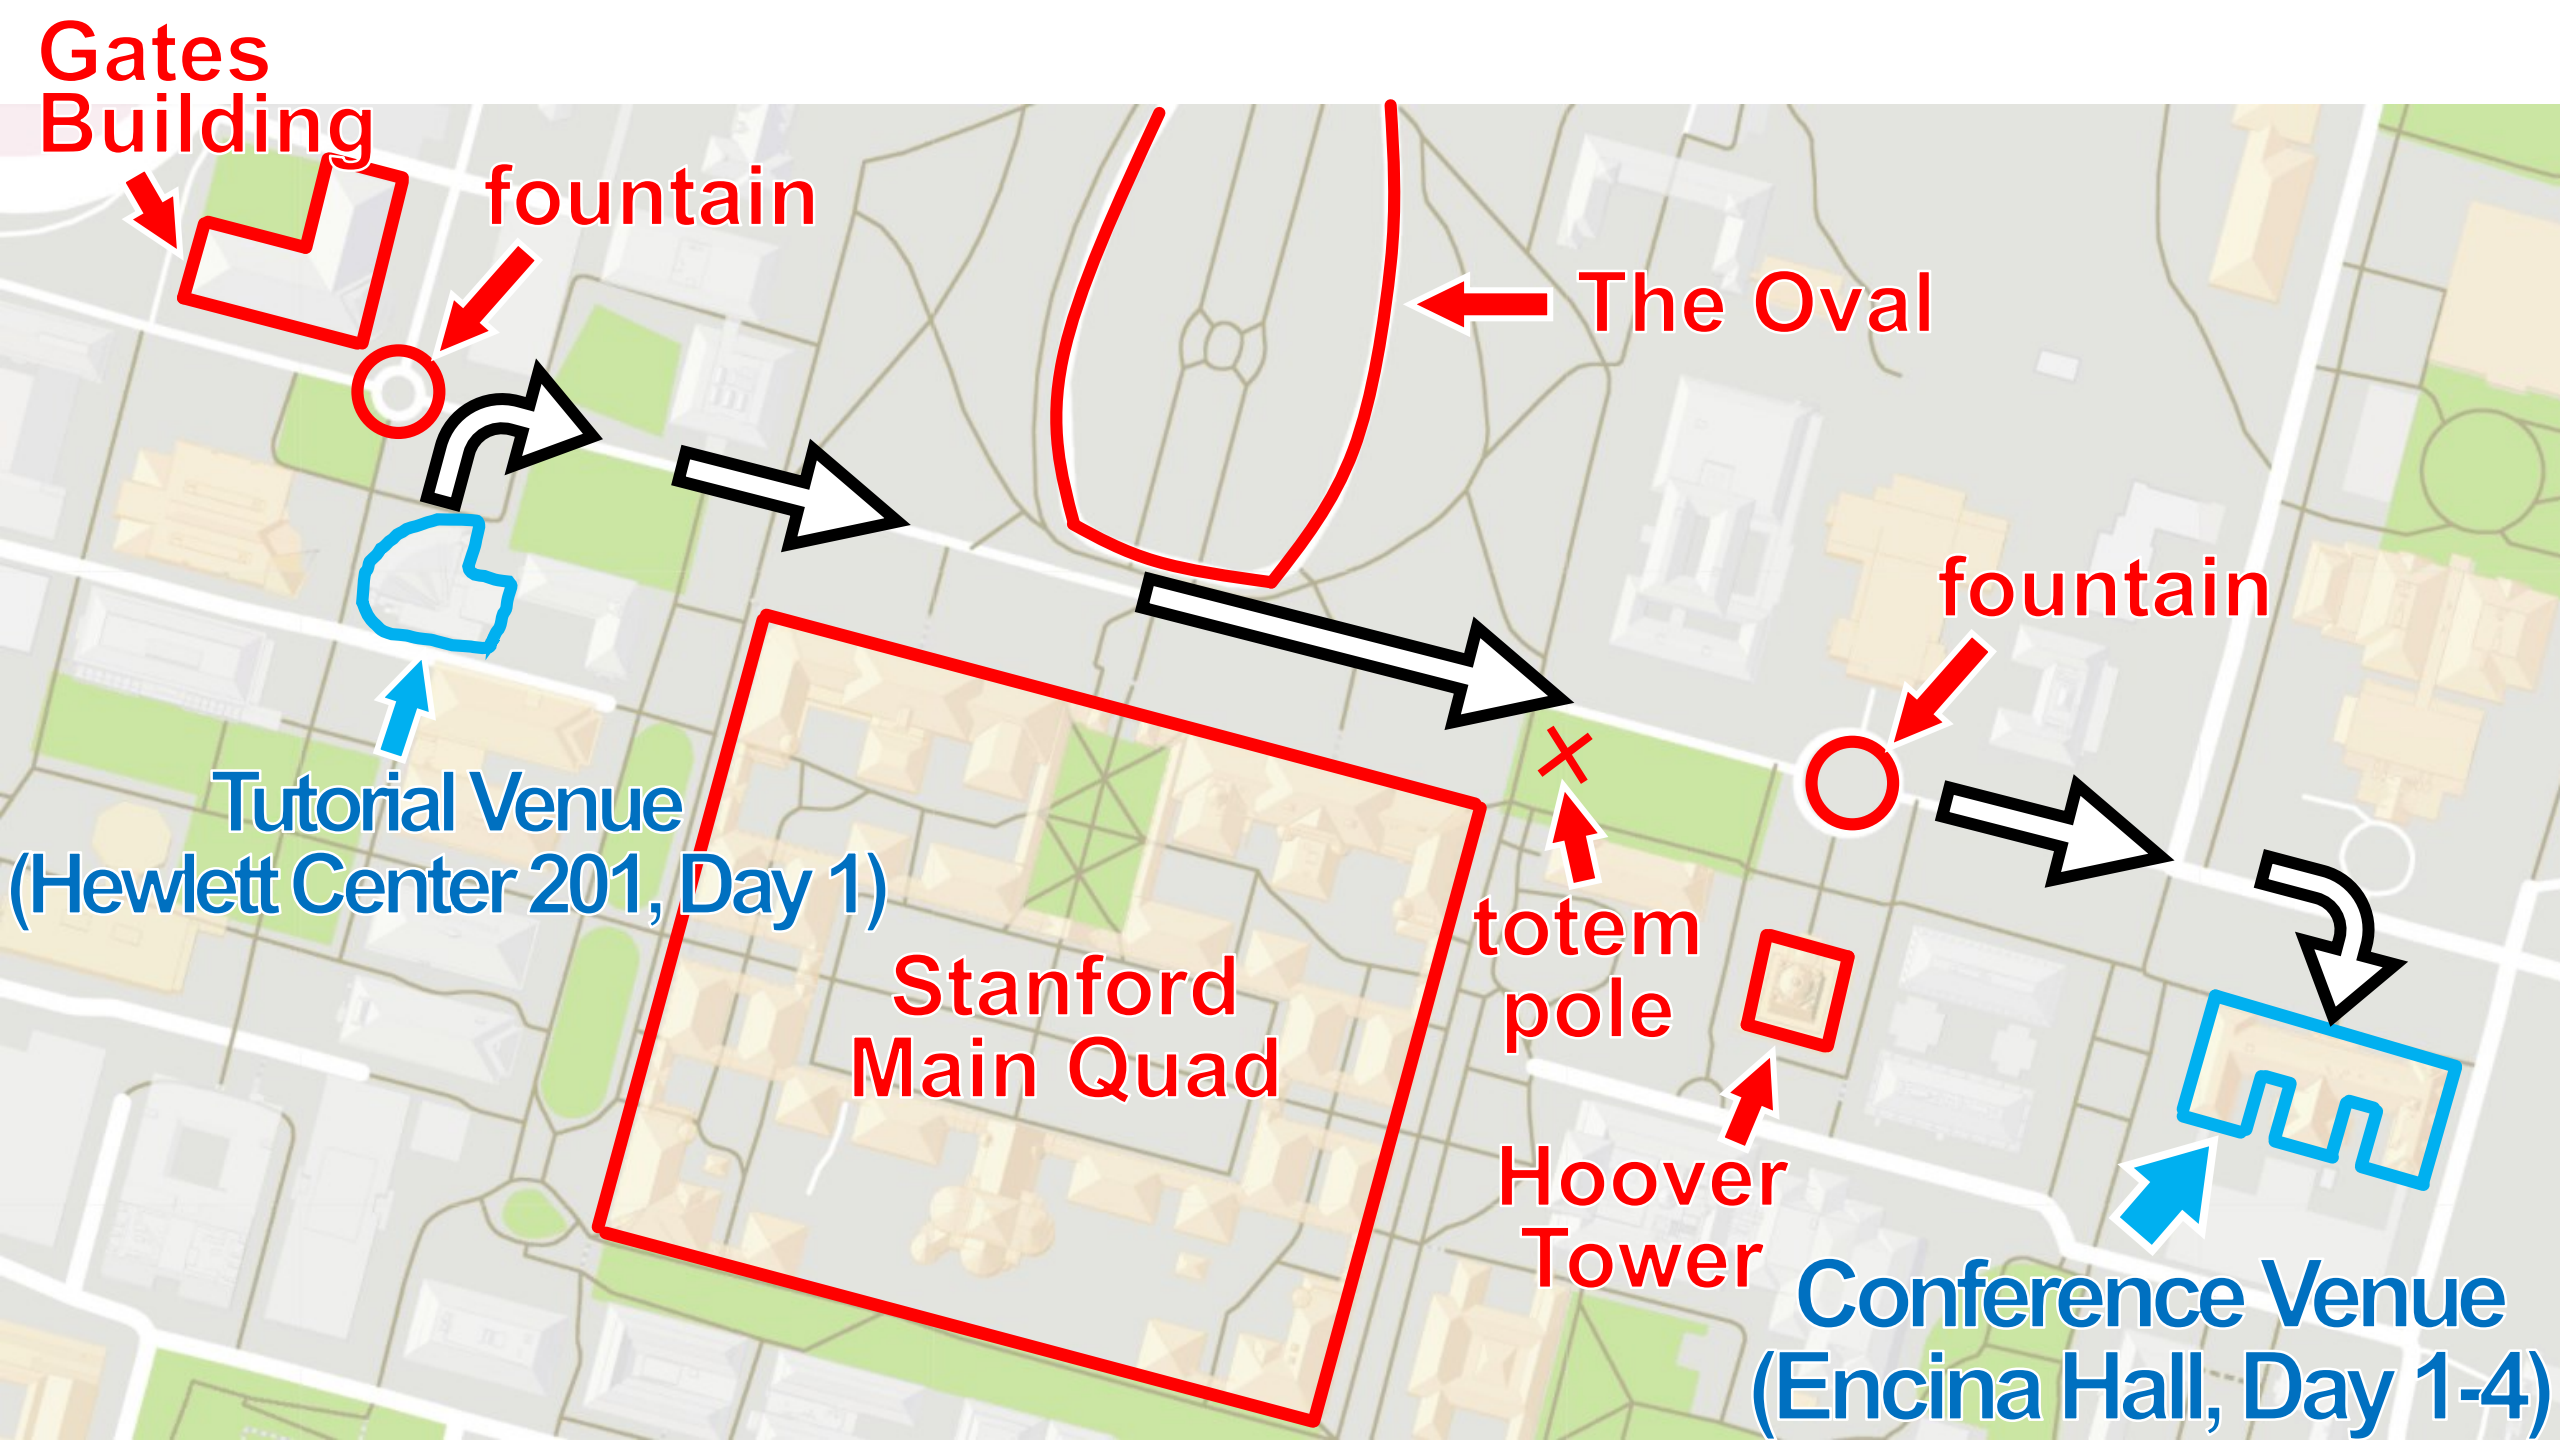 Gates
Building
fountain
The Oval
fountain
Tutorial Venue
(Hewlett Center 201, Day 1)
Stanford
Main Quad
totem
pole
Hoover
Tower
Conference Venue
(Encina Hall, Day 1-4)